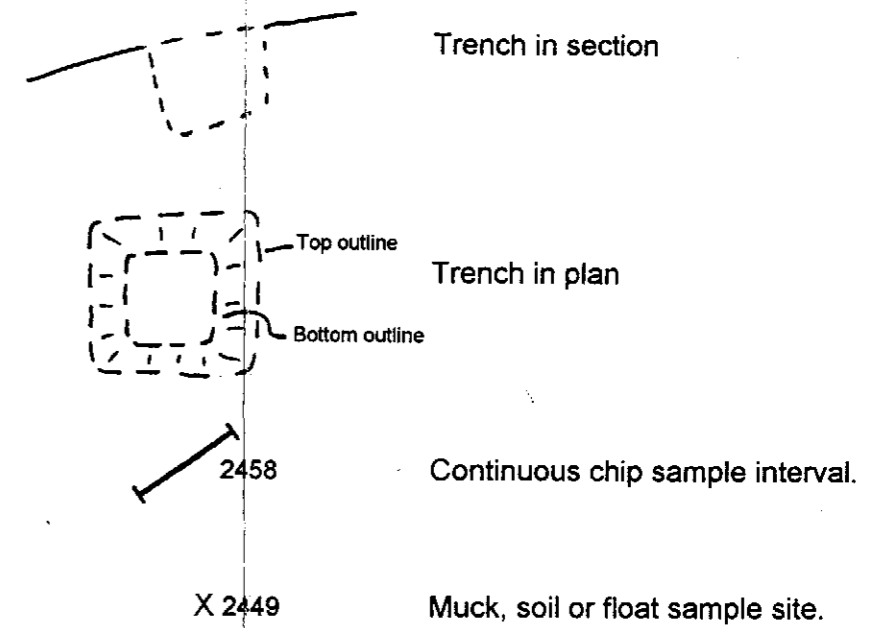 Trench in section
Top outline
Trench in plan
Bottom outline
2458 Continuous chip sample interval.
X 2449 Muck, soil or float sample site.